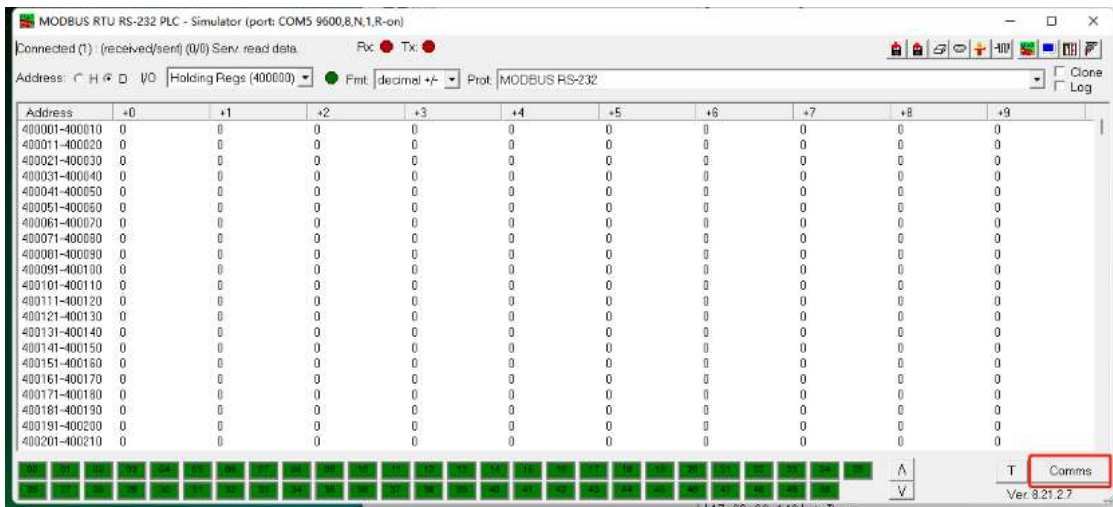 MODBUS RTU RS-232 PLC - Simulator (port: COM5 9600,8,N,1,R-on)
Connected (1) : (received/sent) (0/0) Serv. read data. Rx: Tx:
Address: H D I/O Holding Regs (400000) Fmt: decimal +/- Prot: MODBUS RS-232 Clone
Log
Address +0 +1 +2 +3 +4 +5 +6 +7 +8 +9
400001-400010 0 0 0 0 0 0 0 0 0 0
400011-400020 0 0 0 0 0 0 0 0 0 0
400021-400030 0 0 0 0 0 0 0 0 0 0
400031-400040 0 0 0 0 0 0 0 0 0 0
400041-400050 0 0 0 0 0 0 0 0 0 0
400051-400060 0 0 0 0 0 0 0 0 0 0
400061-400070 0 0 0 0 0 0 0 0 0 0
400071-400080 0 0 0 0 0 0 0 0 0 0
400081-400090 0 0 0 0 0 0 0 0 0 0
400091-400100 0 0 0 0 0 0 0 0 0 0
400101-400110 0 0 0 0 0 0 0 0 0 0
400111-400120 0 0 0 0 0 0 0 0 0 0
400121-400130 0 0 0 0 0 0 0 0 0 0
400131-400140 0 0 0 0 0 0 0 0 0 0
400141-400150 0 0 0 0 0 0 0 0 0 0
400151-400160 0 0 0 0 0 0 0 0 0 0
400161-400170 0 0 0 0 0 0 0 0 0 0
400171-400180 0 0 0 0 0 0 0 0 0 0
400181-400190 0 0 0 0 0 0 0 0 0 0
400191-400200 0 0 0 0 0 0 0 0 0 0
400201-400210 0 0 0 0 0 0 0 0 0 0
T Comms
Ver. 8.21.2.7